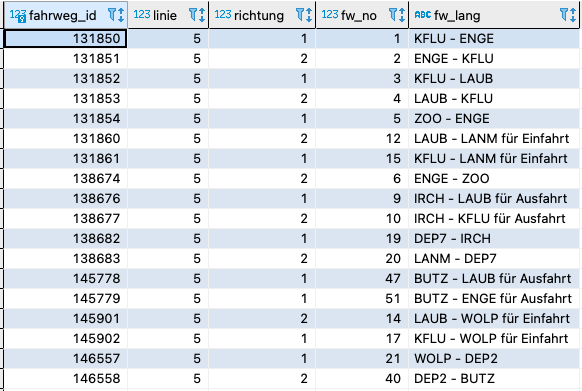 123 fahrweg_id 123 linie 123 richtung 123 fw_no ABC fw_lang
131850 5 1 1 KFLU - ENGE
131851 5 2 2 ENGE - KFLU
131852 5 1 3 KFLU - LAUB
131853 5 2 4 LAUB - KFLU
131854 5 1 5 ZOO - ENGE
131860 5 2 12 LAUB - LANM für Einfahrt
131861 5 1 15 KFLU - LANM für Einfahrt
138674 5 2 6 ENGE - ZOO
138676 5 1 9 IRCH - LAUB für Ausfahrt
138677 5 2 10 IRCH - KFLU für Ausfahrt
138682 5 1 19 DEP7 - IRCH
138683 5 2 20 LANM - DEP7
145778 5 1 47 BUTZ - LAUB für Ausfahrt
145779 5 1 51 BUTZ - ENGE für Ausfahrt
145901 5 2 14 LAUB - WOLP für Einfahrt
145902 5 1 17 KFLU - WOLP für Einfahrt
146557 5 1 21 WOLP - DEP2
146558 5 2 40 DEP2 - BUTZ